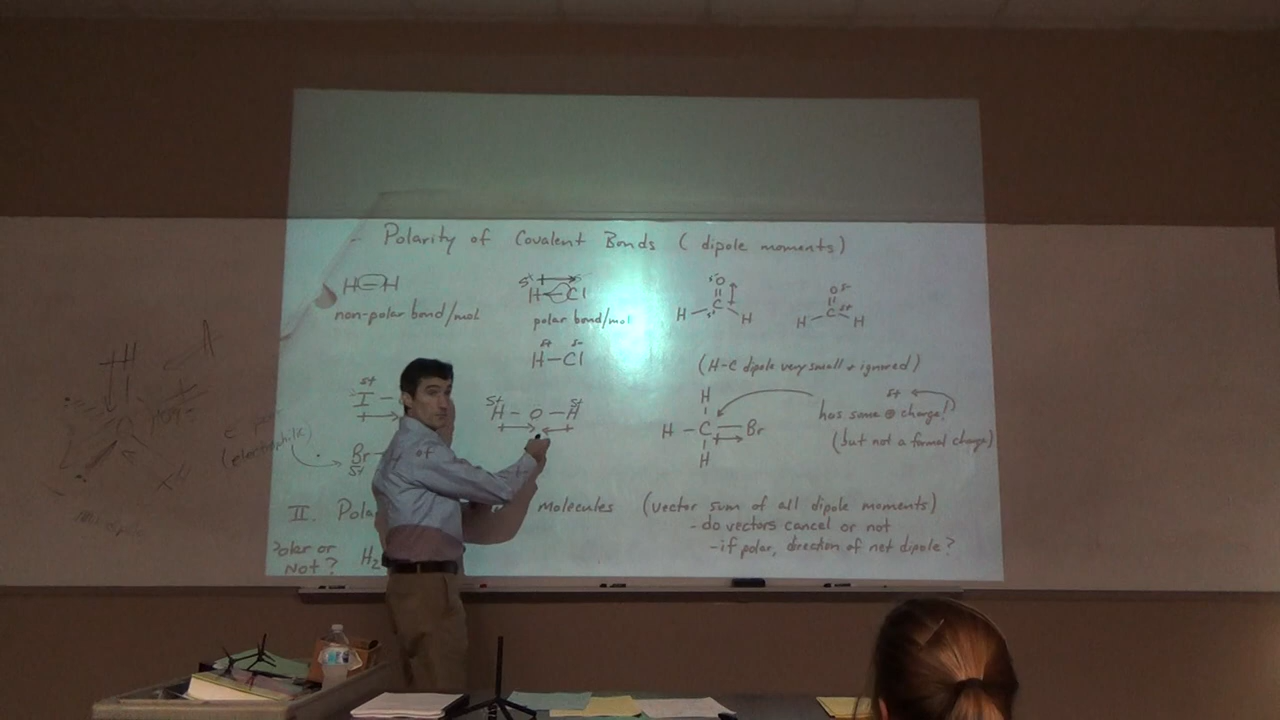 - Polarity of Covalent Bonds ( dipole moments )
H—H
δ+ δ-
H—Cl
non-polar bond/mol
polar bond/mol
δ- O
C δ+
H H
O δ-
C δ+
H H
δ+ δ-
H—Cl
(H-C dipole very small + ignored)
δ+
I —
δ+ δ+
H – O – H
H
H – C — Br
H
δ+
has some ⊕ charge!
(but not a formal charge)
(electrophilic)
Br
δ+
of
II. Pola molecules (vector sum of all dipole moments)
- do vectors cancel or not
- if polar, direction of net dipole?
Polar or
Not?
H2